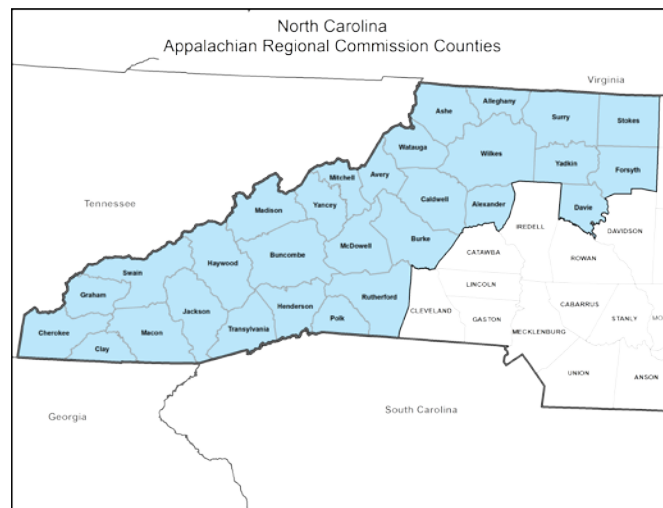 North Carolina
Appalachian Regional Commission Counties
Virginia
Alleghany
Ashe
Surry
Stokes
Watauga
Wilkes
Yadkin
Forsyth
Mitchell
Avery
Tennessee
Madison
Yancey
Caldwell
Alexander
Davie
IREDELL
DAVIDSON
McDowell
Burke
CATAWBA
ROWAN
Haywood
Buncombe
Swain
LINCOLN
Graham
Rutherford
CABARRUS
Jackson
Henderson
CLEVELAND
GASTON
STANLY
MO
Cherokee
Macon
Transylvania
Polk
MECKLENBURG
Clay
UNION
ANSON
Georgia
South Carolina